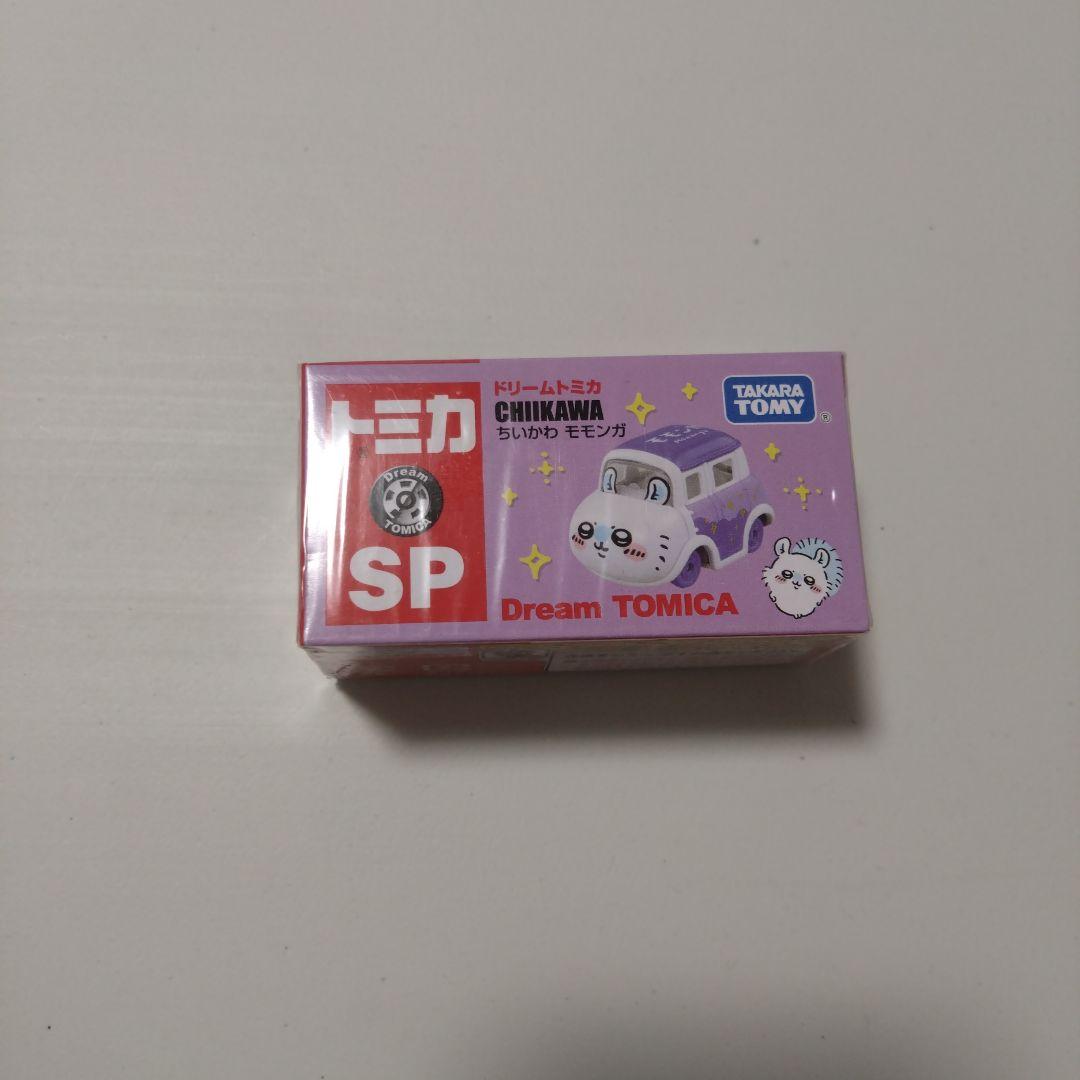 トミカ
Dream
TOMICA
SP
ドリームトミカ
CHIIKAWA
ちいかわ モモンガ
TAKARA
TOMY
®
Dream TOMICA